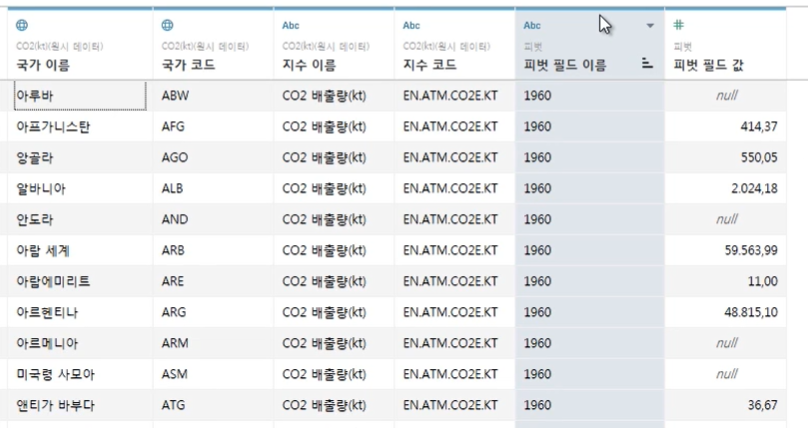 Abc Abc Abc #
CO2(kt)(원시 데이터) CO2(kt)(원시 데이터) CO2(kt)(원시 데이터) CO2(kt)(원시 데이터) 피벗 피벗
국가 이름 국가 코드 지수 이름 지수 코드 피벗 필드 이름 피벗 필드 값
아루바 ABW CO2 배출량(kt) EN.ATM.CO2E.KT 1960 null
아프가니스탄 AFG CO2 배출량(kt) EN.ATM.CO2E.KT 1960 414,37
앙골라 AGO CO2 배출량(kt) EN.ATM.CO2E.KT 1960 550,05
알바니아 ALB CO2 배출량(kt) EN.ATM.CO2E.KT 1960 2.024,18
안도라 AND CO2 배출량(kt) EN.ATM.CO2E.KT 1960 null
아람 세계 ARB CO2 배출량(kt) EN.ATM.CO2E.KT 1960 59.563,99
아람에미리트 ARE CO2 배출량(kt) EN.ATM.CO2E.KT 1960 11,00
아르헨티나 ARG CO2 배출량(kt) EN.ATM.CO2E.KT 1960 48.815,10
아르메니아 ARM CO2 배출량(kt) EN.ATM.CO2E.KT 1960 null
미국령 사모아 ASM CO2 배출량(kt) EN.ATM.CO2E.KT 1960 null
앤티가 바부다 ATG CO2 배출량(kt) EN.ATM.CO2E.KT 1960 36,67